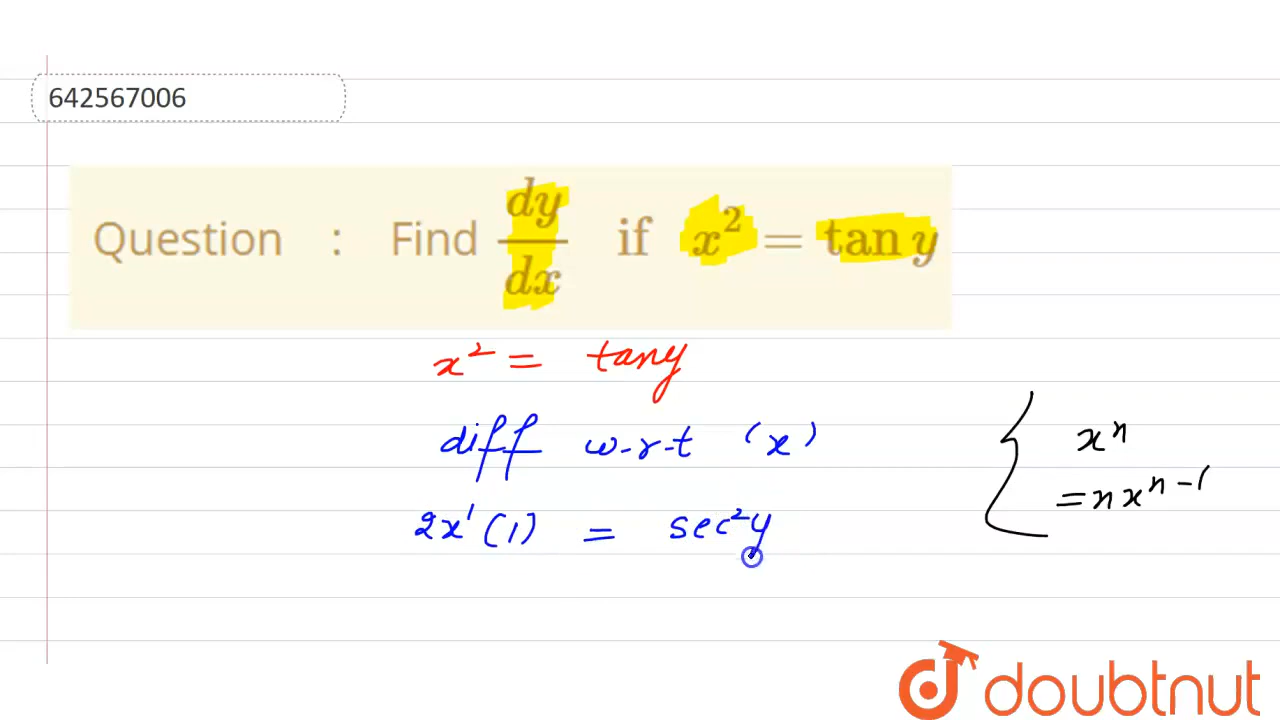 642567006
Question : Find dy/dx if x² = tan y
x² = tany
diff w-r-t (x)
xⁿ
= nxⁿ⁻¹
2x¹ (1) = sec²y
doubtnut